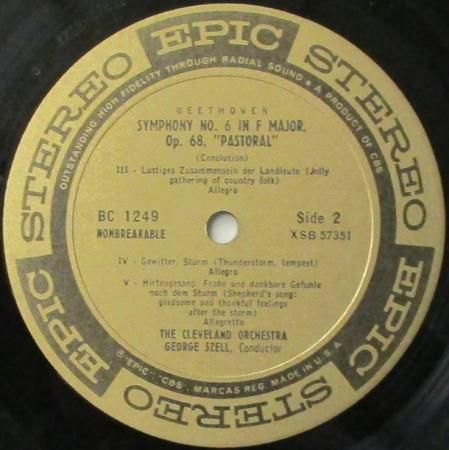 STEREO EPIC STEREO EPIC STEREO EPIC STEREO EPIC
OUTSTANDING HIGH FIDELITY THROUGH RADIAL SOUND • A PRODUCT OF CBS
BEETHOVEN
SYMPHONY NO. 6 IN F MAJOR,
Op. 68, "PASTORAL"
(Conclusion)
III - Lustiges Zusammensein der Landleute (Jolly
gathering of country folk)
Allegro
BC 1249 Side 2
NONBREAKABLE XSB 57351
IV - Gewitter, Sturm (Thunderstorm, tempest)
Allegro
V - Hirtengesang: Frohe und dankbare Gefuhle
nach dem Sturm (Shepherd's song:
gladsome and thankful feelings
after the storm)
Allegretto
THE CLEVELAND ORCHESTRA
GEORGE SZELL, Conductor
® "EPIC", "CBS", MARCAS REG. MADE IN U.S.A.